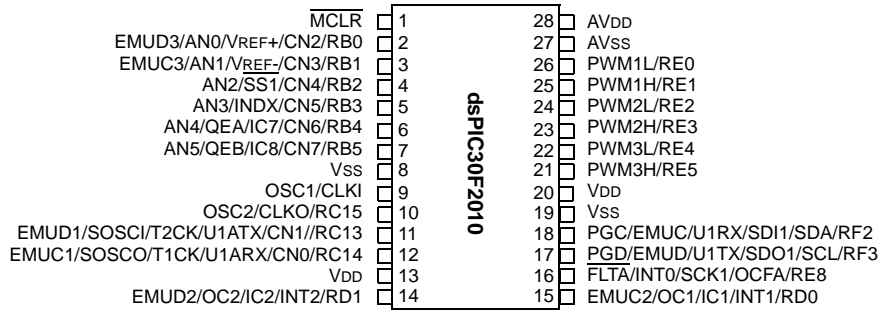 MCLR 1 28 AVDD
EMUD3/AN0/VREF+/CN2/RB0 2 27 AVSS
EMUC3/AN1/VREF-/CN3/RB1 3 26 PWM1L/RE0
AN2/SS1/CN4/RB2 4 25 PWM1H/RE1
AN3/INDX/CN5/RB3 5 24 PWM2L/RE2
AN4/QEA/IC7/CN6/RB4 6 23 PWM2H/RE3
AN5/QEB/IC8/CN7/RB5 7 22 PWM3L/RE4
VSS 8 21 PWM3H/RE5
OSC1/CLKI 9 20 VDD
OSC2/CLKO/RC15 10 19 VSS
EMUD1/SOSCI/T2CK/U1ATX/CN1//RC13 11 18 PGC/EMUC/U1RX/SDI1/SDA/RF2
EMUC1/SOSCO/T1CK/U1ARX/CN0/RC14 12 17 PGD/EMUD/U1TX/SDO1/SCL/RF3
VDD 13 16 FLTA/INT0/SCK1/OCFA/RE8
EMUD2/OC2/IC2/INT2/RD1 14 15 EMUC2/OC1/IC1/INT1/RD0
dsPIC30F2010